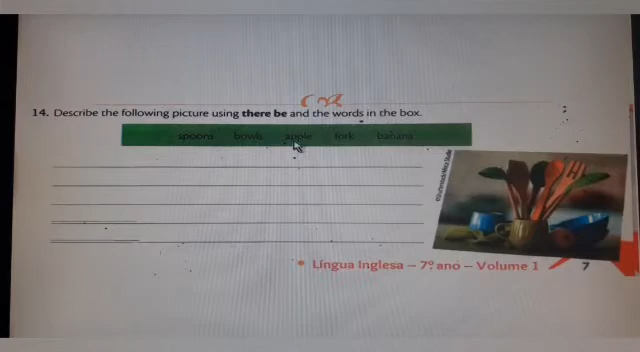 14. Describe the following picture using there be and the words in the box.
spoons bowls apple fork banana
Língua Inglesa – 7º. ano – Volume 1 7